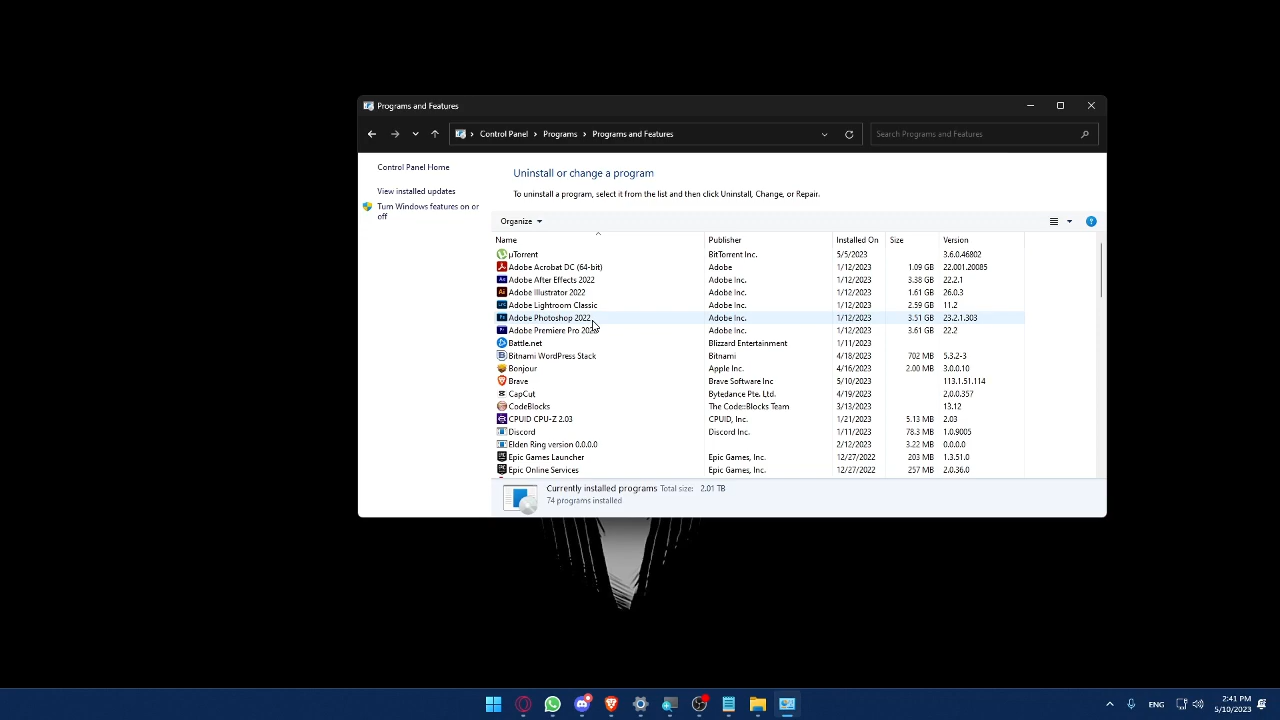 Programs and Features
Control Panel > Programs > Programs and Features
Search Programs and Features
Control Panel Home
View installed updates
Turn Windows features on or
off
Uninstall or change a program
To uninstall a program, select it from the list and then click Uninstall, Change, or Repair.
Organize
Name Publisher Installed On Size Version
µTorrent BitTorrent Inc. 5/5/2023 3.6.0.46802
Adobe Acrobat DC (64-bit) Adobe 1/12/2023 1.09 GB 22.001.20085
Adobe After Effects 2022 Adobe Inc. 1/12/2023 3.38 GB 22.2.1
Adobe Illustrator 2022 Adobe Inc. 1/12/2023 1.61 GB 26.0.3
Adobe Lightroom Classic Adobe Inc. 1/12/2023 2.59 GB 11.2
Adobe Photoshop 2022 Adobe Inc. 1/12/2023 3.51 GB 23.2.1.303
Adobe Premiere Pro Adobe Inc. 1/12/2023 3.61 GB 22.2
Battle.net Blizzard Entertainment 1/11/2023
Bitnami WordPress Stack Bitnami 4/18/2023 702 MB 5.3.2-3
Bonjour Apple Inc. 4/16/2023 2.00 MB 3.0.0.10
Brave Brave Software Inc 5/10/2023 113.1.51.114
CapCut Bytedance Pte. Ltd. 4/19/2023 2.0.0.357
CodeBlocks The Code::Blocks Team 3/13/2023 13.12
CPUID CPU-Z 2.03 CPUID, Inc. 1/21/2023 5.13 MB 2.03
Discord Discord Inc. 1/11/2023 78.3 MB 1.0.9005
Elden Ring version 0.0.0.0 2/12/2023 3.22 MB 0.0.0.0
Epic Games Launcher Epic Games, Inc. 12/27/2022 203 MB 1.3.51.0
Epic Online Services Epic Games, Inc. 12/27/2022 257 MB 2.0.36.0
Currently installed programs Total size: 2.01 TB
74 programs installed
ENG
2:41 PM
5/10/2023